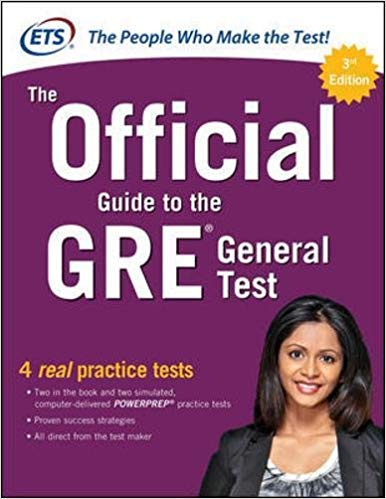 ETS® The People Who Make the Test!
3rd
Edition
The
Official
Guide to the
GRE® General
Test
4 real practice tests
• Two in the book and two simulated,
computer-delivered POWERPREP® practice tests
• Proven success strategies
• All direct from the test maker